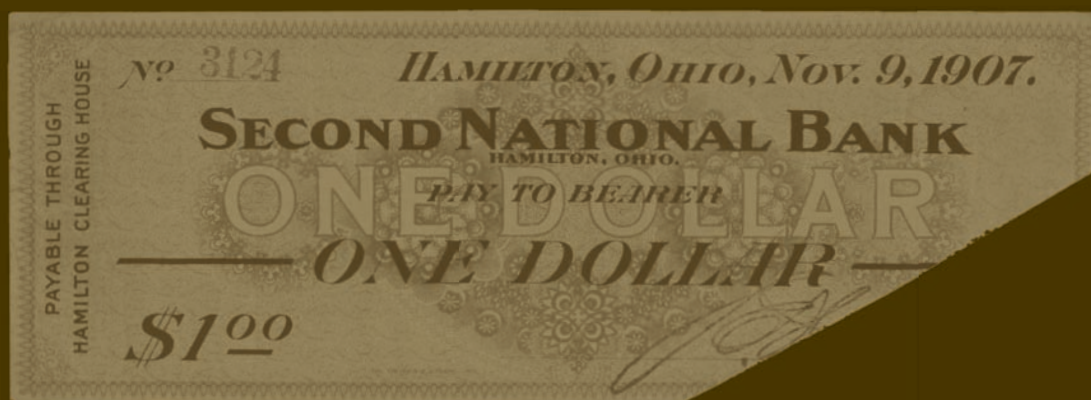 PAYABLE THROUGH
HAMILTON CLEARING HOUSE
No 3124
HAMILTON, OHIO, NOV. 9, 1907.
SECOND NATIONAL BANK
HAMILTON, OHIO.
PAY TO BEARER
ONE DOLLAR
ONE DOLLAR
$1 00